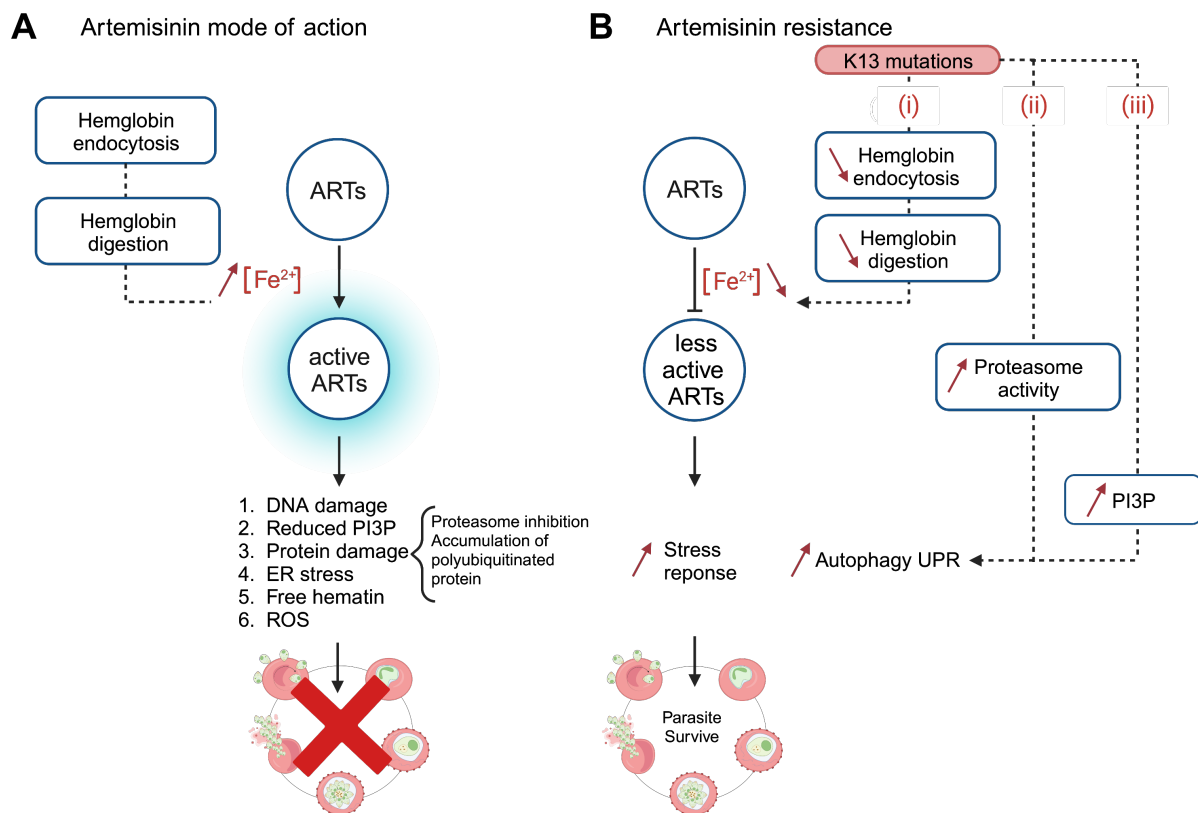 A Artemisinin mode of action
Hemglobin
endocytosis
Hemglobin
digestion
ARTs
[Fe²⁺]
active
ARTs
1. DNA damage
2. Reduced PI3P
3. Protein damage
4. ER stress
5. Free hematin
6. ROS
Proteasome inhibition
Accumulation of
polyubiquitinated
protein
B Artemisinin resistance
K13 mutations
(i)
(ii)
(iii)
ARTs
Hemglobin
endocytosis
Hemglobin
digestion
[Fe²⁺]
less
active
ARTs
Proteasome
activity
PI3P
Stress
reponse
Autophagy UPR
Parasite
Survive